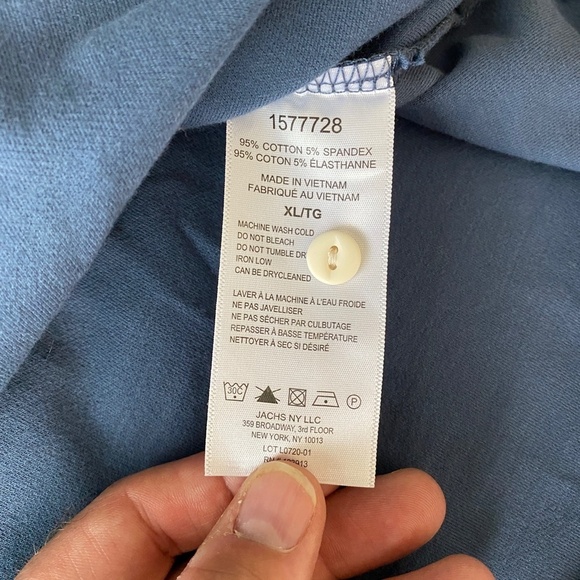 1577728
95% COTTON 5% SPANDEX
95% COTON 5% ÉLASTHANNE
MADE IN VIETNAM
FABRIQUÉ AU VIETNAM
XL/TG
MACHINE WASH COLD
DO NOT BLEACH
DO NOT TUMBLE DR
IRON LOW
CAN BE DRYCLEANED
LAVER À LA MACHINE À L'EAU FROIDE
NE PAS JAVELLISER
NE PAS SÉCHER PAR CULBUTAGE
REPASSER À BASSE TEMPÉRATURE
NETTOYER À SEC SI DÉSIRÉ
30C P
JACHS NY LLC
359 BROADWAY, 3rd FLOOR
NEW YORK, NY 10013
LOT L0720-01